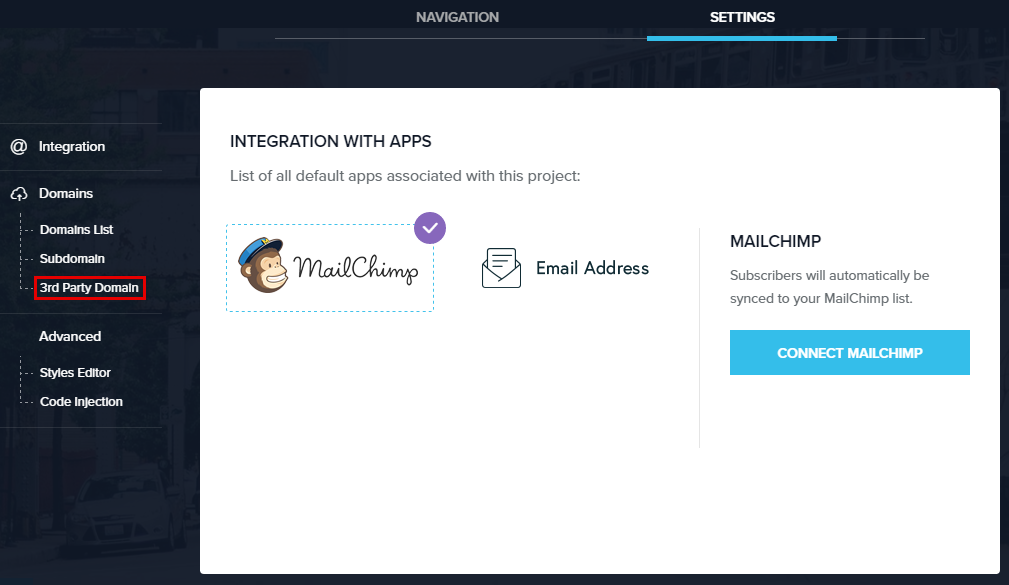 NAVIGATION
SETTINGS
@ Integration
Domains
Domains List
Subdomain
3rd Party Domain
Advanced
Styles Editor
Code Injection
INTEGRATION WITH APPS
List of all default apps associated with this project:
MailChimp
Email Address
MAILCHIMP
Subscribers will automatically be
synced to your MailChimp list.
CONNECT MAILCHIMP